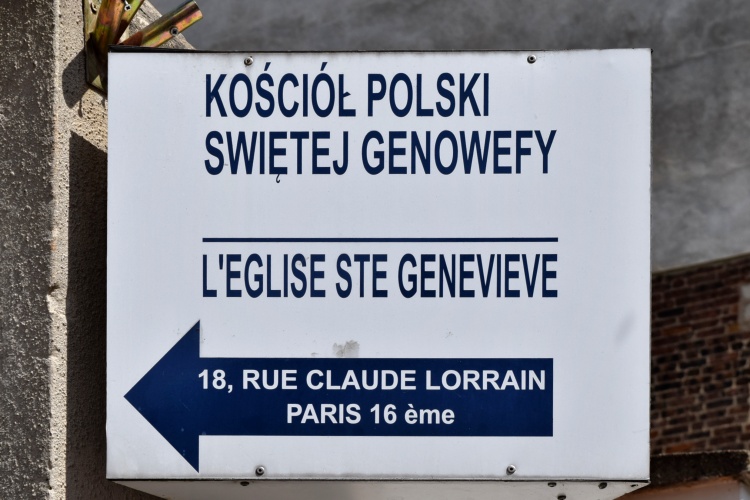 KOŚCIÓŁ POLSKI
SWIĘTEJ GENOWEFY
L'EGLISE STE GENEVIEVE
18, RUE CLAUDE LORRAIN
PARIS 16 ème